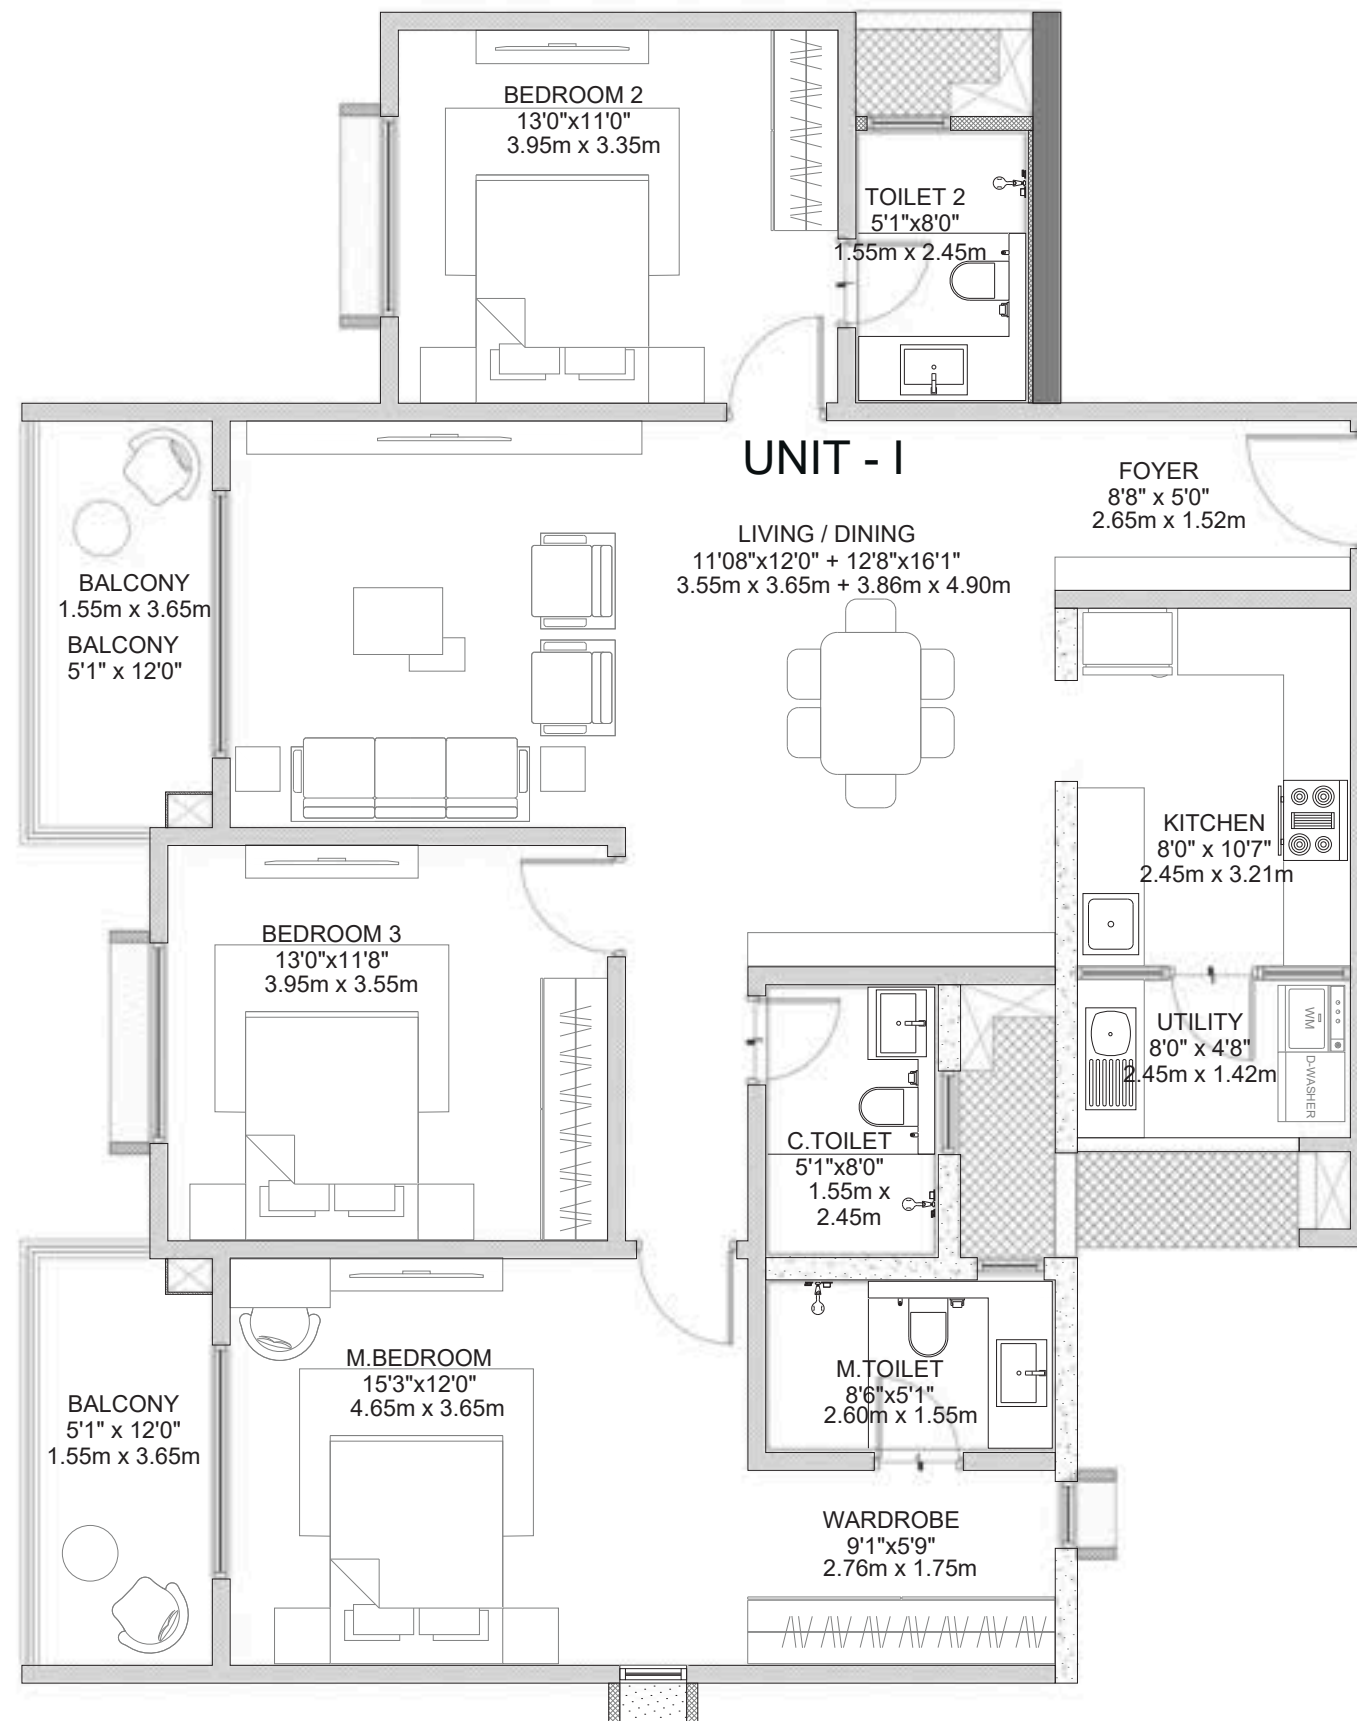 BEDROOM 2
13'0"x11'0"
3.95m x 3.35m
TOILET 2
5'1"x8'0"
1.55m x 2.45m
UNIT - I
FOYER
8'8" x 5'0"
2.65m x 1.52m
LIVING / DINING
11'08"x12'0" + 12'8"x16'1"
3.55m x 3.65m + 3.86m x 4.90m
BALCONY
1.55m x 3.65m
BALCONY
5'1" x 12'0"
KITCHEN
8'0" x 10'7"
2.45m x 3.21m
BEDROOM 3
13'0"x11'8"
3.95m x 3.55m
UTILITY
8'0" x 4'8"
2.45m x 1.42m
WM
D-WASHER
C.TOILET
5'1"x8'0"
1.55m x
2.45m
M.BEDROOM
15'3"x12'0"
4.65m x 3.65m
M.TOILET
8'6"x5'1"
2.60m x 1.55m
BALCONY
5'1" x 12'0"
1.55m x 3.65m
WARDROBE
9'1"x5'9"
2.76m x 1.75m